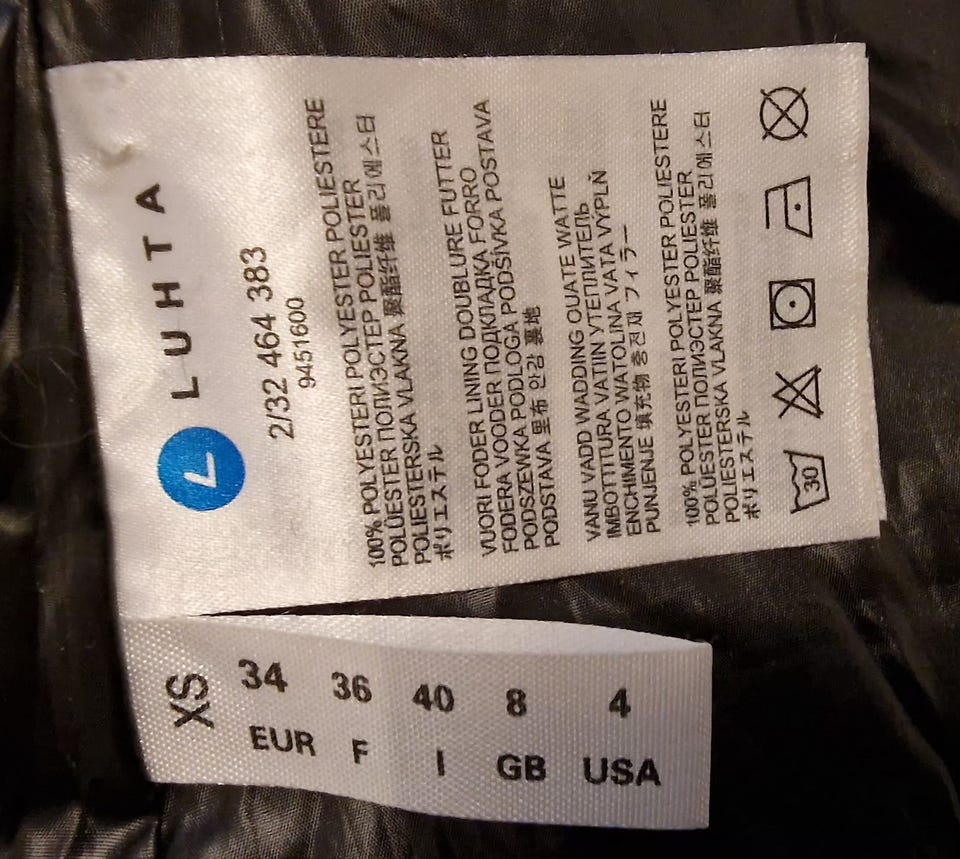 LUHTA
2/32 464 383
9451600
100% POLYESTERI POLYESTER POLIESTERE
POLÜESTER ПОЛИЭСТЕР POLIESTER
POLIESTERSKA VLAKNA 聚酯纤维 폴리에스터
ポリエステル
VUORI FODER LINING DOUBLURE FUTTER
FODERA VOODER ПОДКЛАДКА FORRO
PODSZEWKA PODLOGA PODŠÍVKA POSTAVA
PODSTAVA 里布 안감 裏地
VANU VADD WADDING OUATE WATTE
IMBOTTITURA VATIIN УТЕПЛИТЕЛЬ
ENCHIMENTO WATOLINA VATA VÝPLŇ
PUNJENJE 填充物 충전재 フィラー
100% POLYESTERI POLYESTER POLIESTERE
POLÜESTER ПОЛИЭСТЕР POLIESTER
POLIESTERSKA VLAKNA 聚酯纤维 폴리에스터
ポリエステル
30
XS
34 EUR
36 F
40 I
8 GB
4 USA